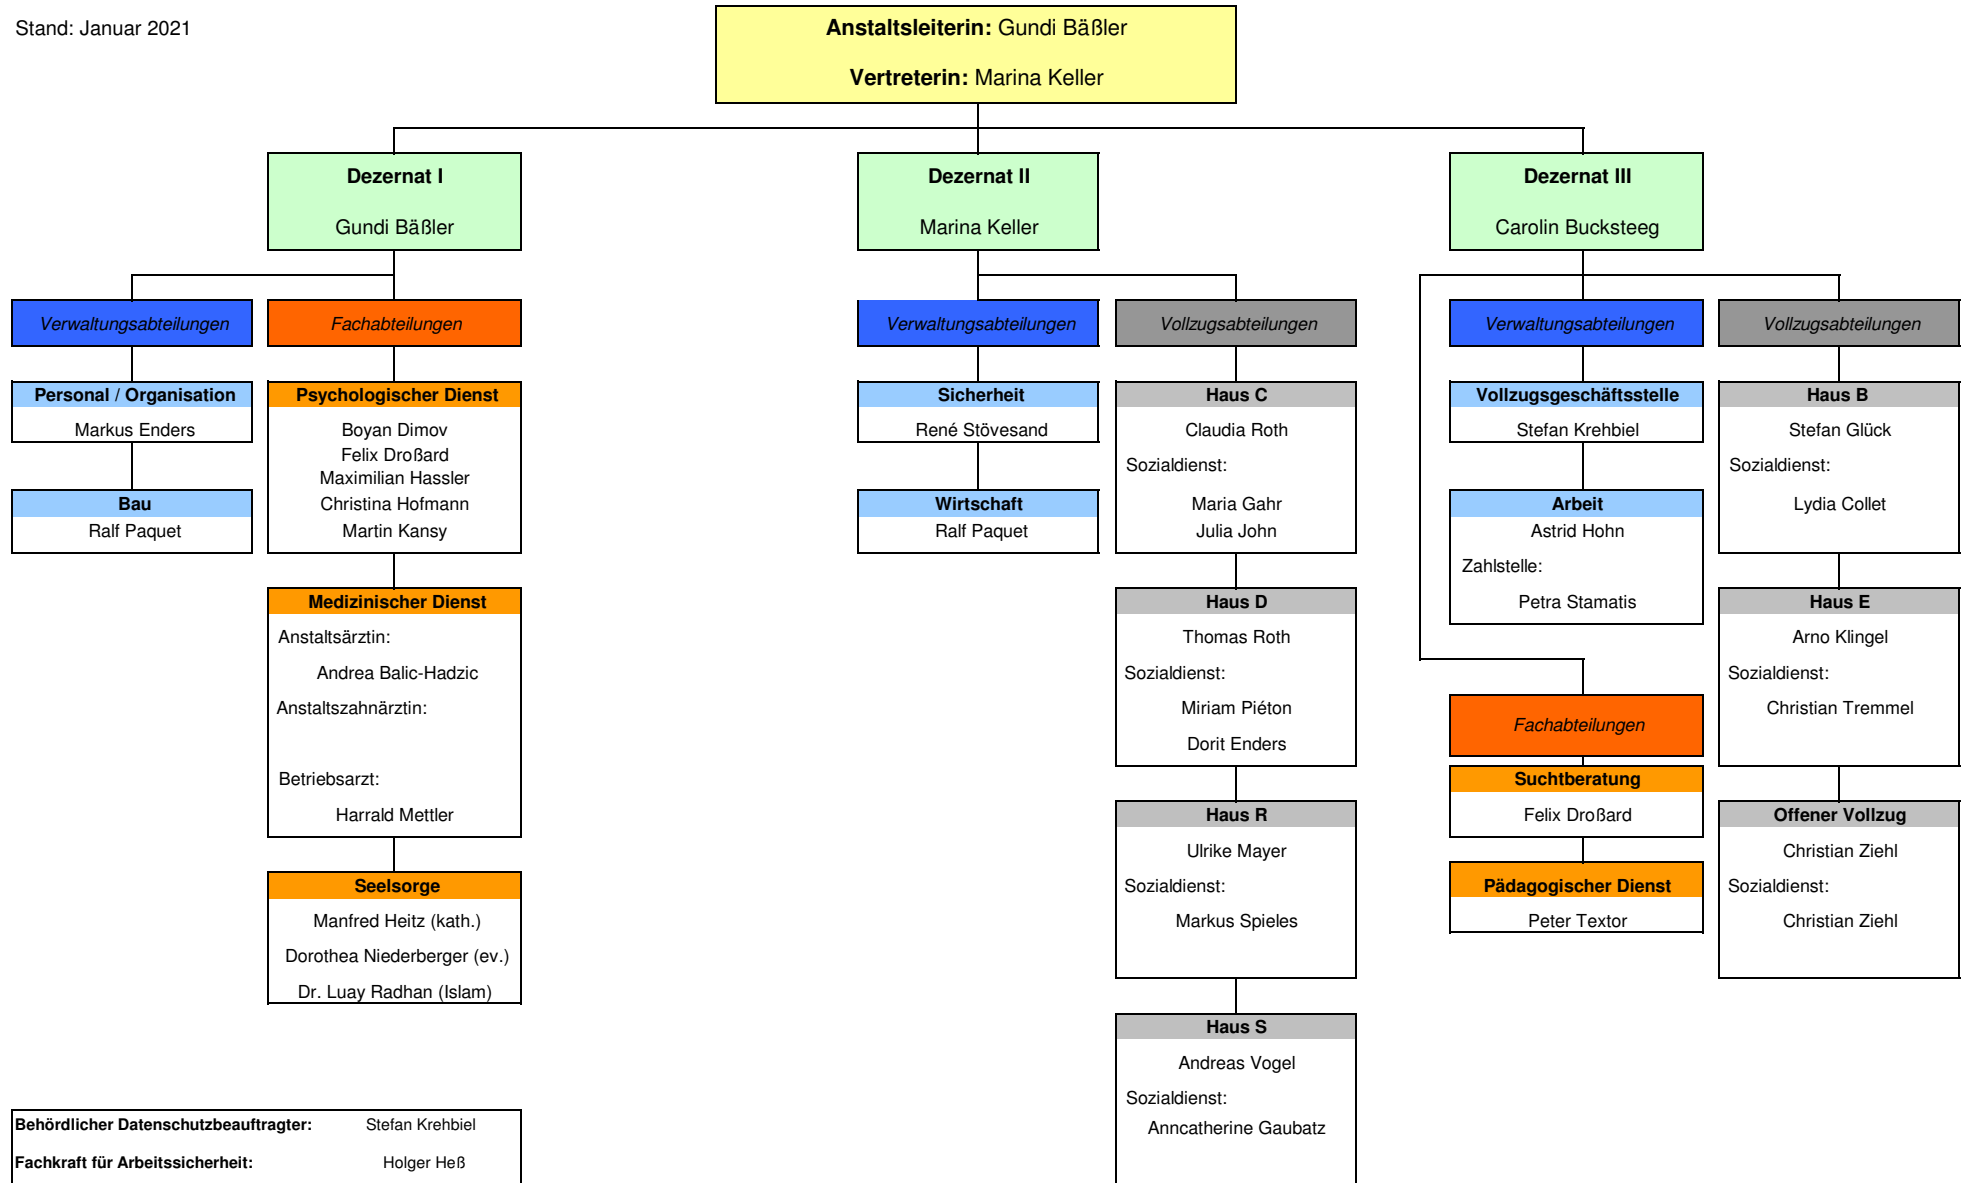 Stand: Januar 2021
Anstaltsleiterin: Gundi Bäßler
Vertreterin: Marina Keller
Dezernat I
Gundi Bäßler
Verwaltungsabteilungen
Personal / Organisation
Markus Enders
Bau
Ralf Paquet
Fachabteilungen
Psychologischer Dienst
Boyan Dimov
Felix Droßard
Maximilian Hassler
Christina Hofmann
Martin Kansy
Medizinischer Dienst
Anstaltsärztin:
Andrea Balic-Hadzic
Anstaltszahnärztin:
Betriebsarzt:
Harrald Mettler
Seelsorge
Manfred Heitz (kath.)
Dorothea Niederberger (ev.)
Dr. Luay Radhan (Islam)
Dezernat II
Marina Keller
Verwaltungsabteilungen
Sicherheit
René Stövesand
Wirtschaft
Ralf Paquet
Vollzugsabteilungen
Haus C
Claudia Roth
Sozialdienst:
Maria Gahr
Julia John
Haus D
Thomas Roth
Sozialdienst:
Miriam Piéton
Dorit Enders
Haus R
Ulrike Mayer
Sozialdienst:
Markus Spieles
Haus S
Andreas Vogel
Sozialdienst:
Anncatherine Gaubatz
Dezernat III
Carolin Bucksteeg
Verwaltungsabteilungen
Vollzugsgeschäftsstelle
Stefan Krehbiel
Arbeit
Astrid Hohn
Zahlstelle:
Petra Stamatis
Fachabteilungen
Suchtberatung
Felix Droßard
Pädagogischer Dienst
Peter Textor
Vollzugsabteilungen
Haus B
Stefan Glück
Sozialdienst:
Lydia Collet
Haus E
Arno Klingel
Sozialdienst:
Christian Tremmel
Offener Vollzug
Christian Ziehl
Sozialdienst:
Christian Ziehl
Behördlicher Datenschutzbeauftragter: Stefan Krehbiel
Fachkraft für Arbeitssicherheit: Holger Heß